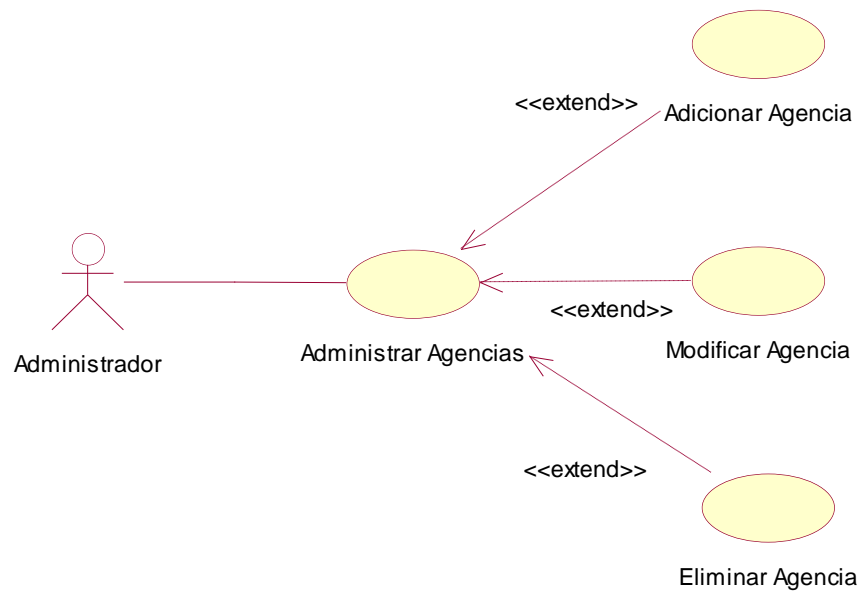 <<extend>>
Adicionar Agencia
<<extend>>
Administrador
Administrar Agencias
Modificar Agencia
<<extend>>
Eliminar Agencia